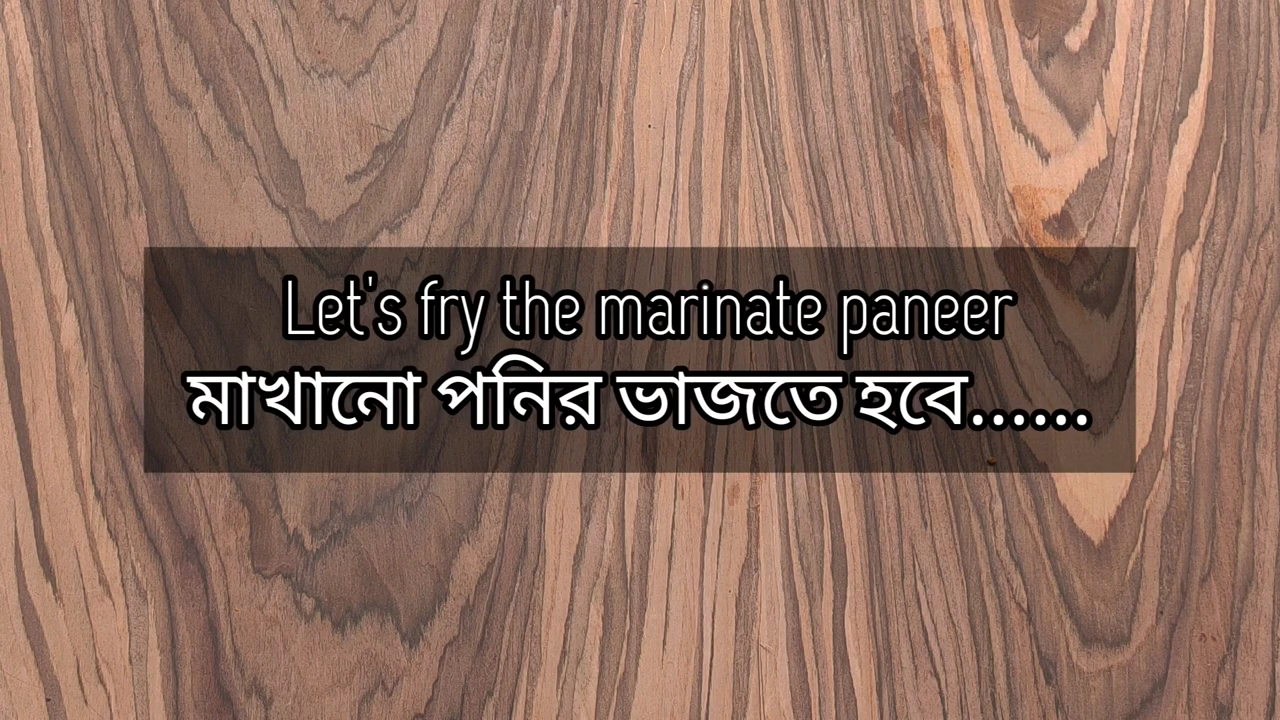 Let's fry the marinate paneer
মাখানো পনির ভাজতে হবে......